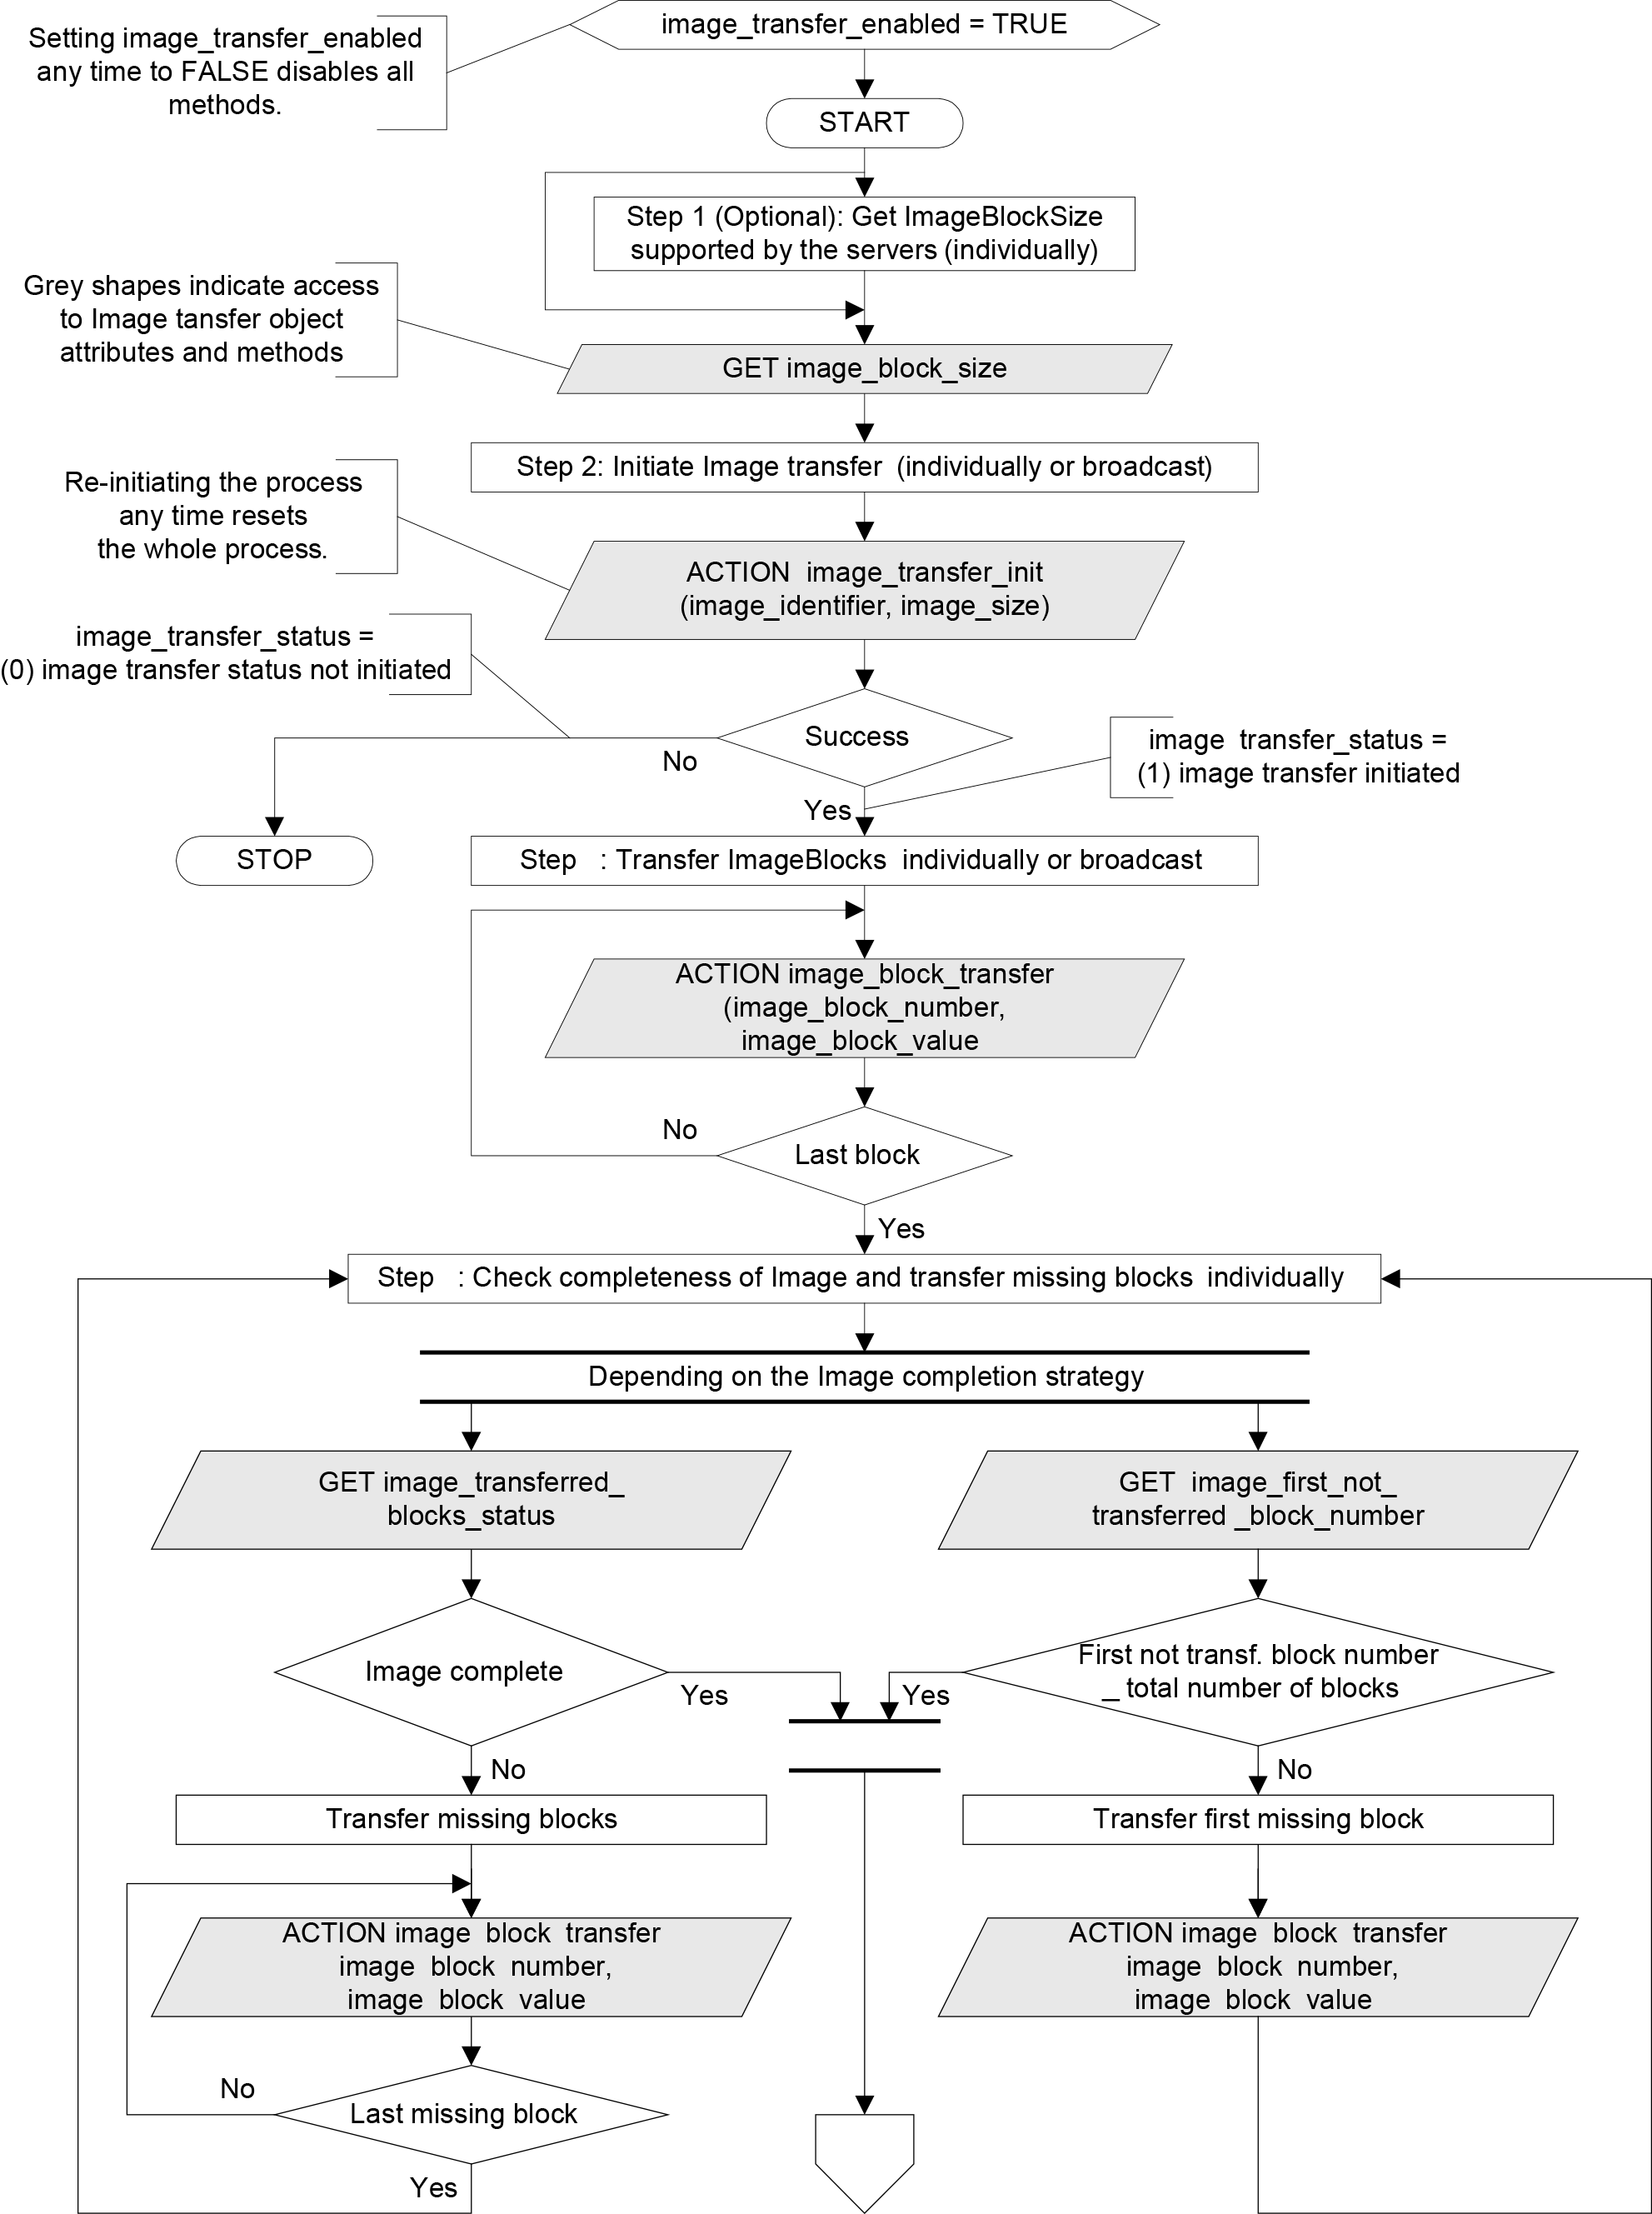 image_transfer_enabled = TRUE
Setting image_transfer_enabled
any time to FALSE disables all
methods.
START
Step 1 (Optional): Get ImageBlockSize
supported by the servers (individually)
Grey shapes indicate access
to Image tansfer object
attributes and methods
GET image_block_size
Step 2: Initiate Image transfer (individually or broadcast)
Re-initiating the process
any time resets
the whole process.
ACTION image_transfer_init
(image_identifier, image_size)
image_transfer_status =
(0) image transfer status not initiated
Success
No
image transfer_status =
(1) image transfer initiated
Yes
STOP
Step : Transfer ImageBlocks individually or broadcast
ACTION image_block_transfer
(image_block_number,
image_block_value
No
Last block
Yes
Step : Check completeness of Image and transfer missing blocks individually
Depending on the Image completion strategy
GET image_transferred_
blocks_status
GET image_first_not_
transferred _block_number
Image complete
Yes
First not transf. block number
_ total number of blocks
Yes
No
No
Transfer missing blocks
Transfer first missing block
ACTION image block transfer
image block number,
image block value
ACTION image block transfer
image block number,
image block value
No
Last missing block
Yes